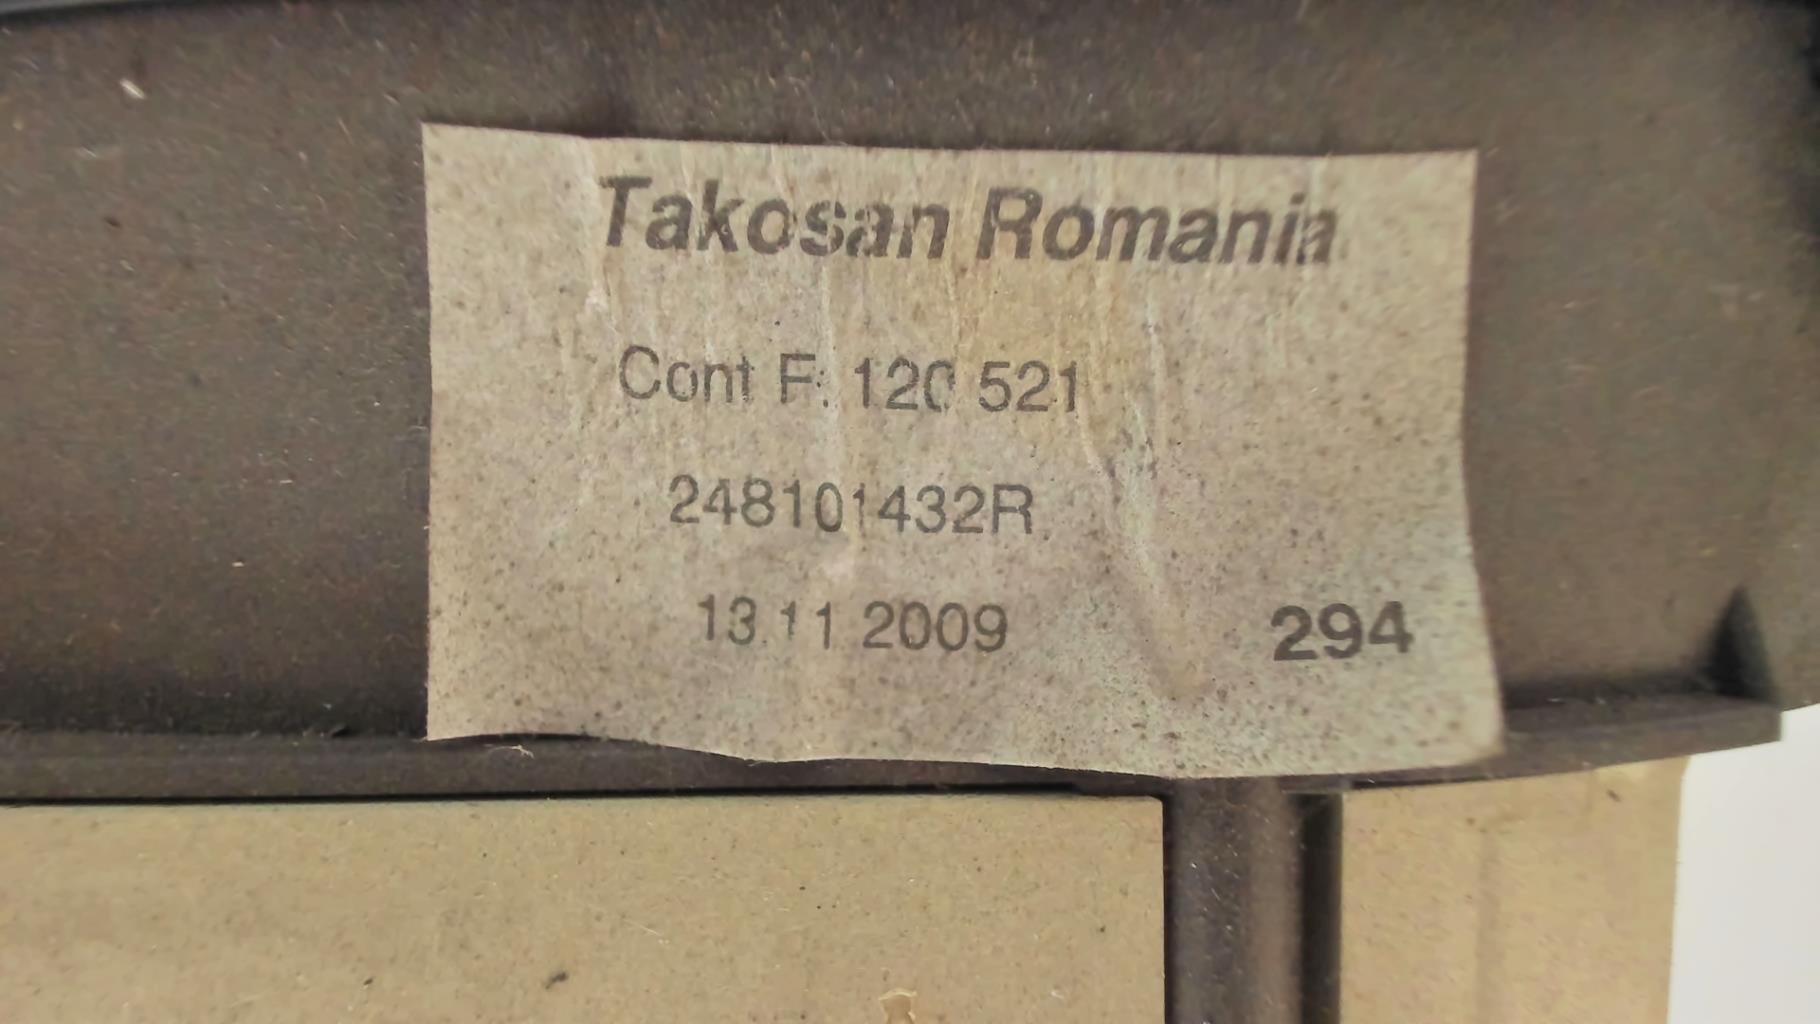 Takosan Romania
Cont F: 120 521
248101432R
13.11 2009
294